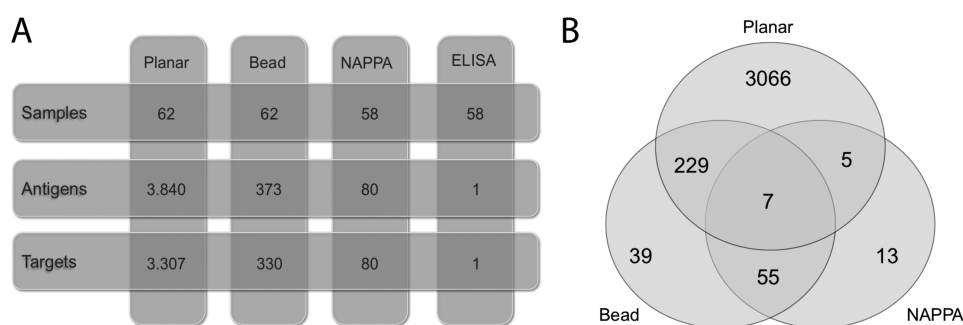 A
Planar Bead NAPPA ELISA
Samples 62 62 58 58
Antigens 3.840 373 80 1
Targets 3.307 330 80 1
B
Planar
3066
229 5
7
39 55 13
Bead NAPPA